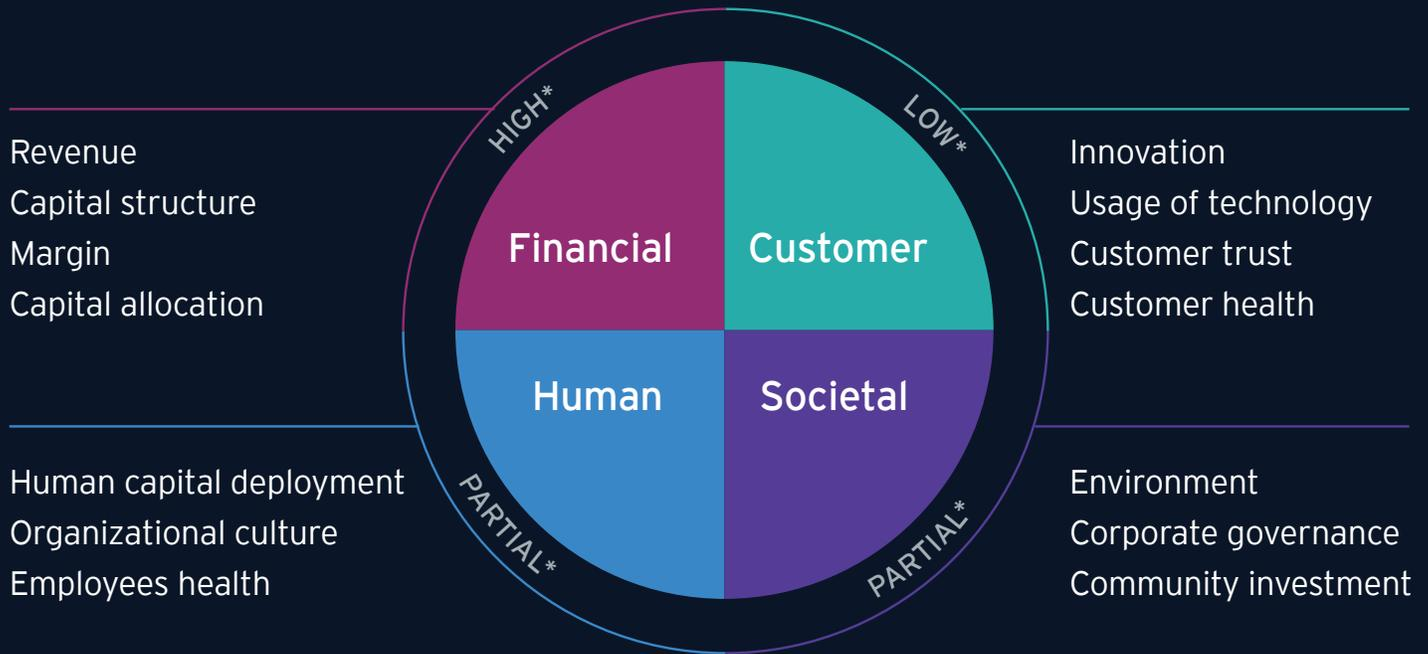 HIGH*
LOW*
Revenue
Capital structure
Margin
Capital allocation
Innovation
Usage of technology
Customer trust
Customer health
Financial
Customer
Human
Societal
Human capital deployment
Organizational culture
Employees health
PARTIAL*
PARTIAL*
Environment
Corporate governance
Community investment